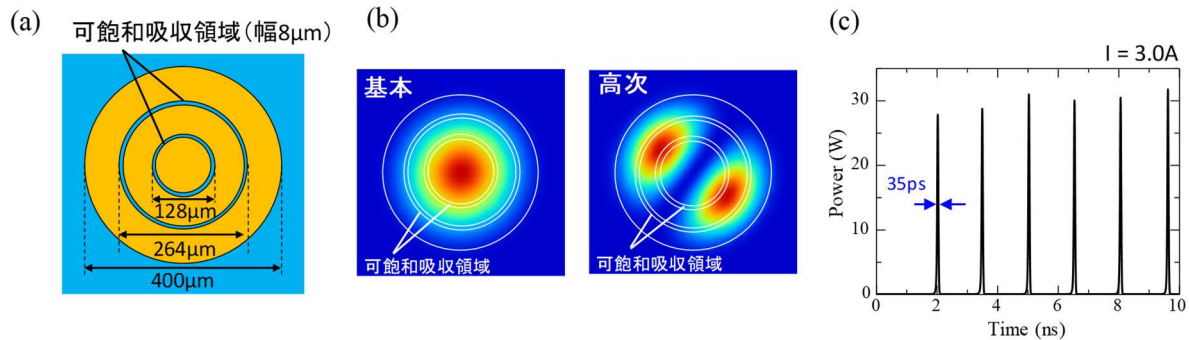 (a)
可飽和吸収領域(幅8μm)
128μm
264μm
400μm
(b)
基本
可飽和吸収領域
高次
可飽和吸収領域
(c)
I = 3.0A
Power (W)
30
20
10
0
35ps
0
2
4
6
8
10
Time (ns)